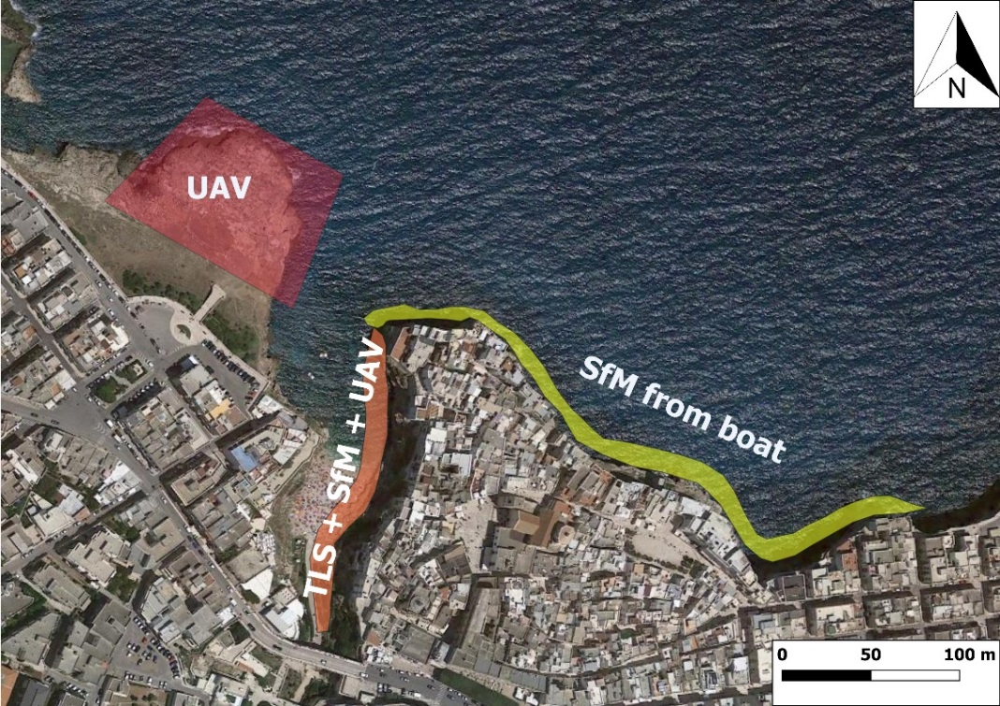 N
UAV
TLS + SfM + UAV
SfM from boat
0 50 100 m